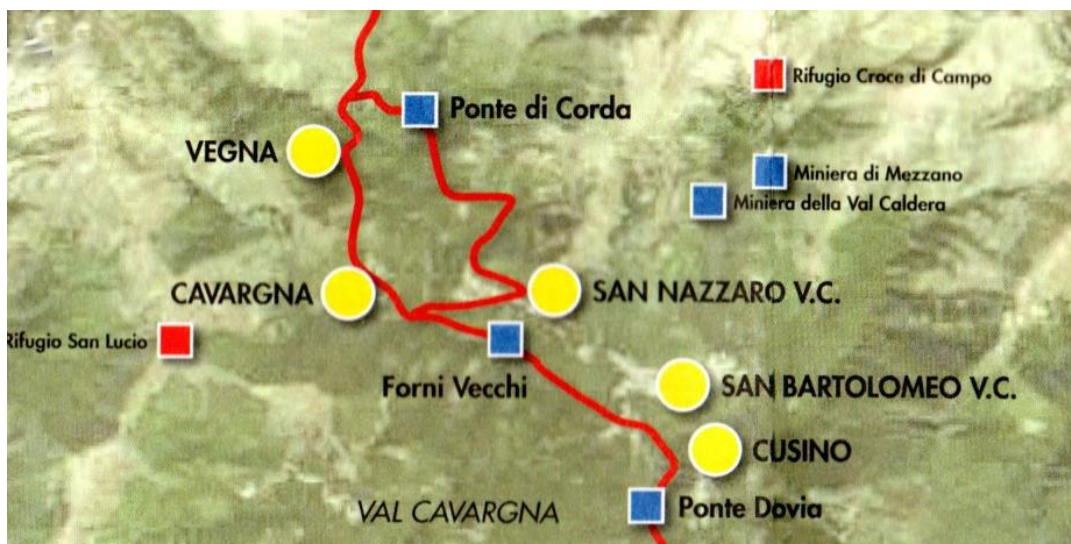 Rifugio Croce di Campo
Ponte di Corda
VEGNA
Miniera di Mezzano
Miniera della Val Caldera
CAVARGNA
SAN NAZZARO V.C.
Rifugio San Lucio
Forni Vecchi
SAN BARTOLOMEO V.C.
CUSINO
VAL CAVARGNA
Ponte Dovia